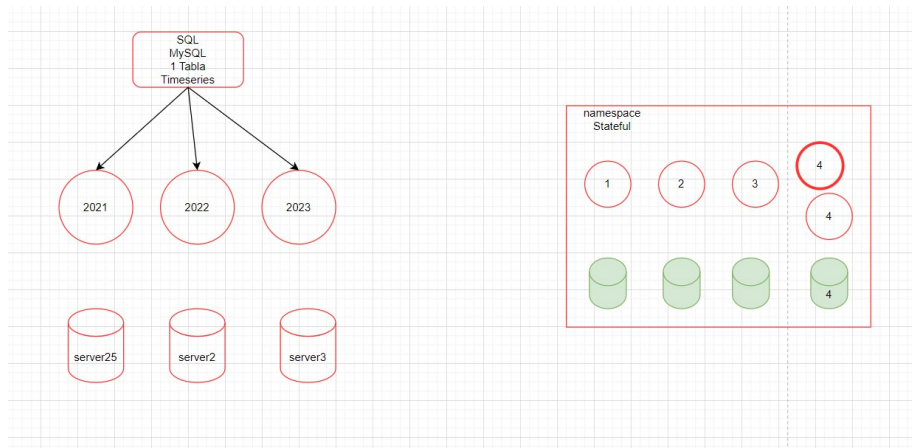 SQL
MySQL
1 Tabla
Timeseries
2021
2022
2023
server25
server2
server3
namespace
Stateful
1
2
3
4
4
4